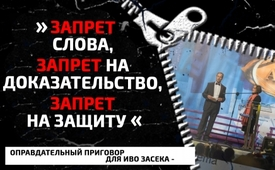 » ЗАПРЕТ
СЛОВА,
ЗАПРЕТ НА
ДОКАЗАТЕЛЬСТВО,
ЗАПРЕТ
НА ЗАЩИТУ «
ОПРАВДАТЕЛЬНЫЙ ПРИГОВОР
ДЛЯ ИВО ЗАСЕКА -